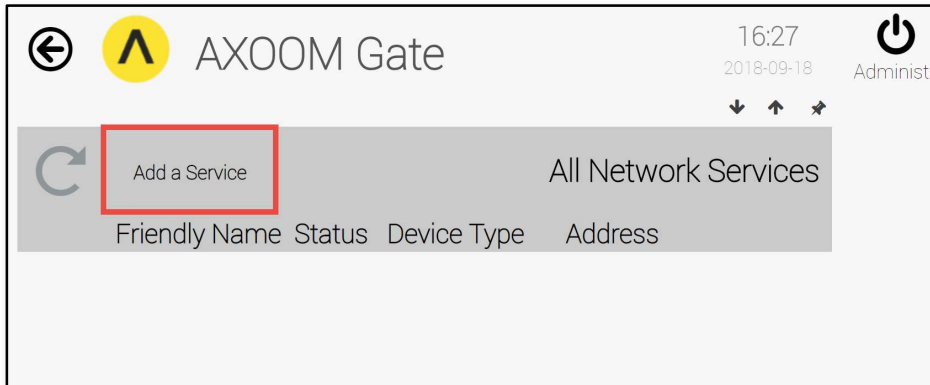 AXOOM Gate
16:27
2018-09-18
Administ
Add a Service
All Network Services
Friendly Name Status Device Type Address